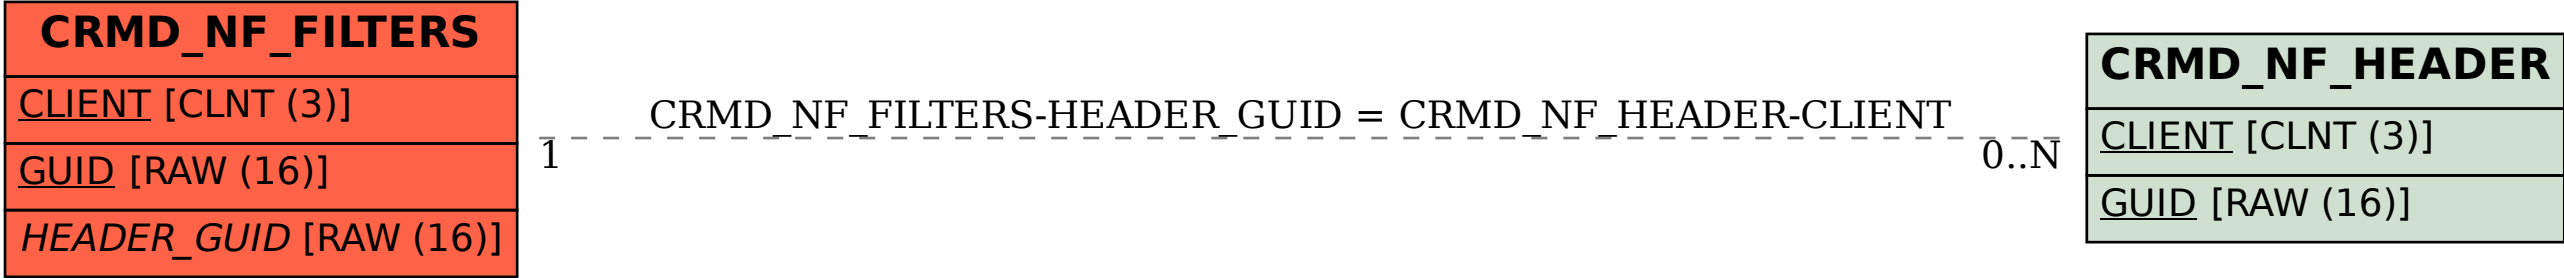 CRMD_NF_FILTERS
CLIENT [CLNT (3)]
GUID [RAW (16)]
HEADER_GUID [RAW (16)]
CRMD_NF_FILTERS-HEADER_GUID = CRMD_NF_HEADER-CLIENT
1
0..N
CRMD_NF_HEADER
CLIENT [CLNT (3)]
GUID [RAW (16)]